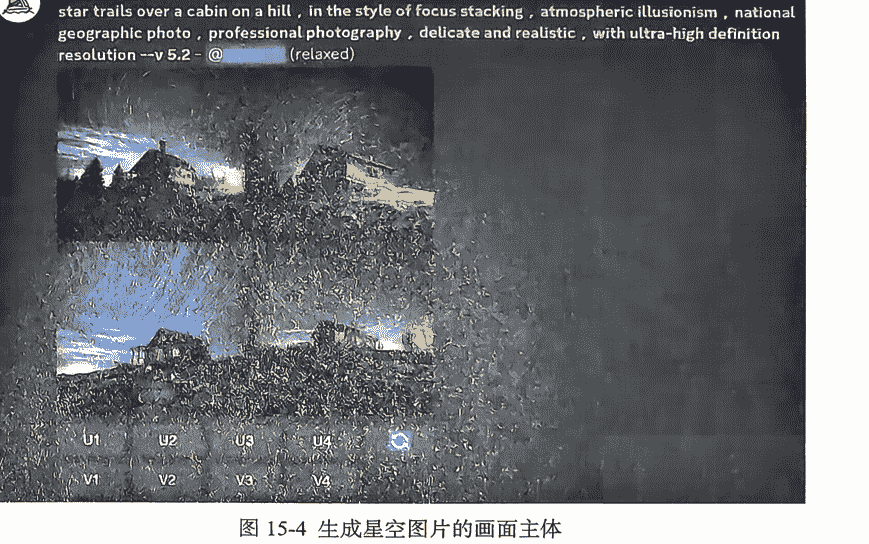 star trails over a cabin on a hill , in the style of focus stacking , atmospheric illusionism , national
geographic photo , professional photography , delicate and realistic , with ultra-high definition
resolution --v 5.2 - @ (relaxed)
U1 U2 U3 U4
V1 V2 V3 V4
图 15-4 生成星空图片的画面主体